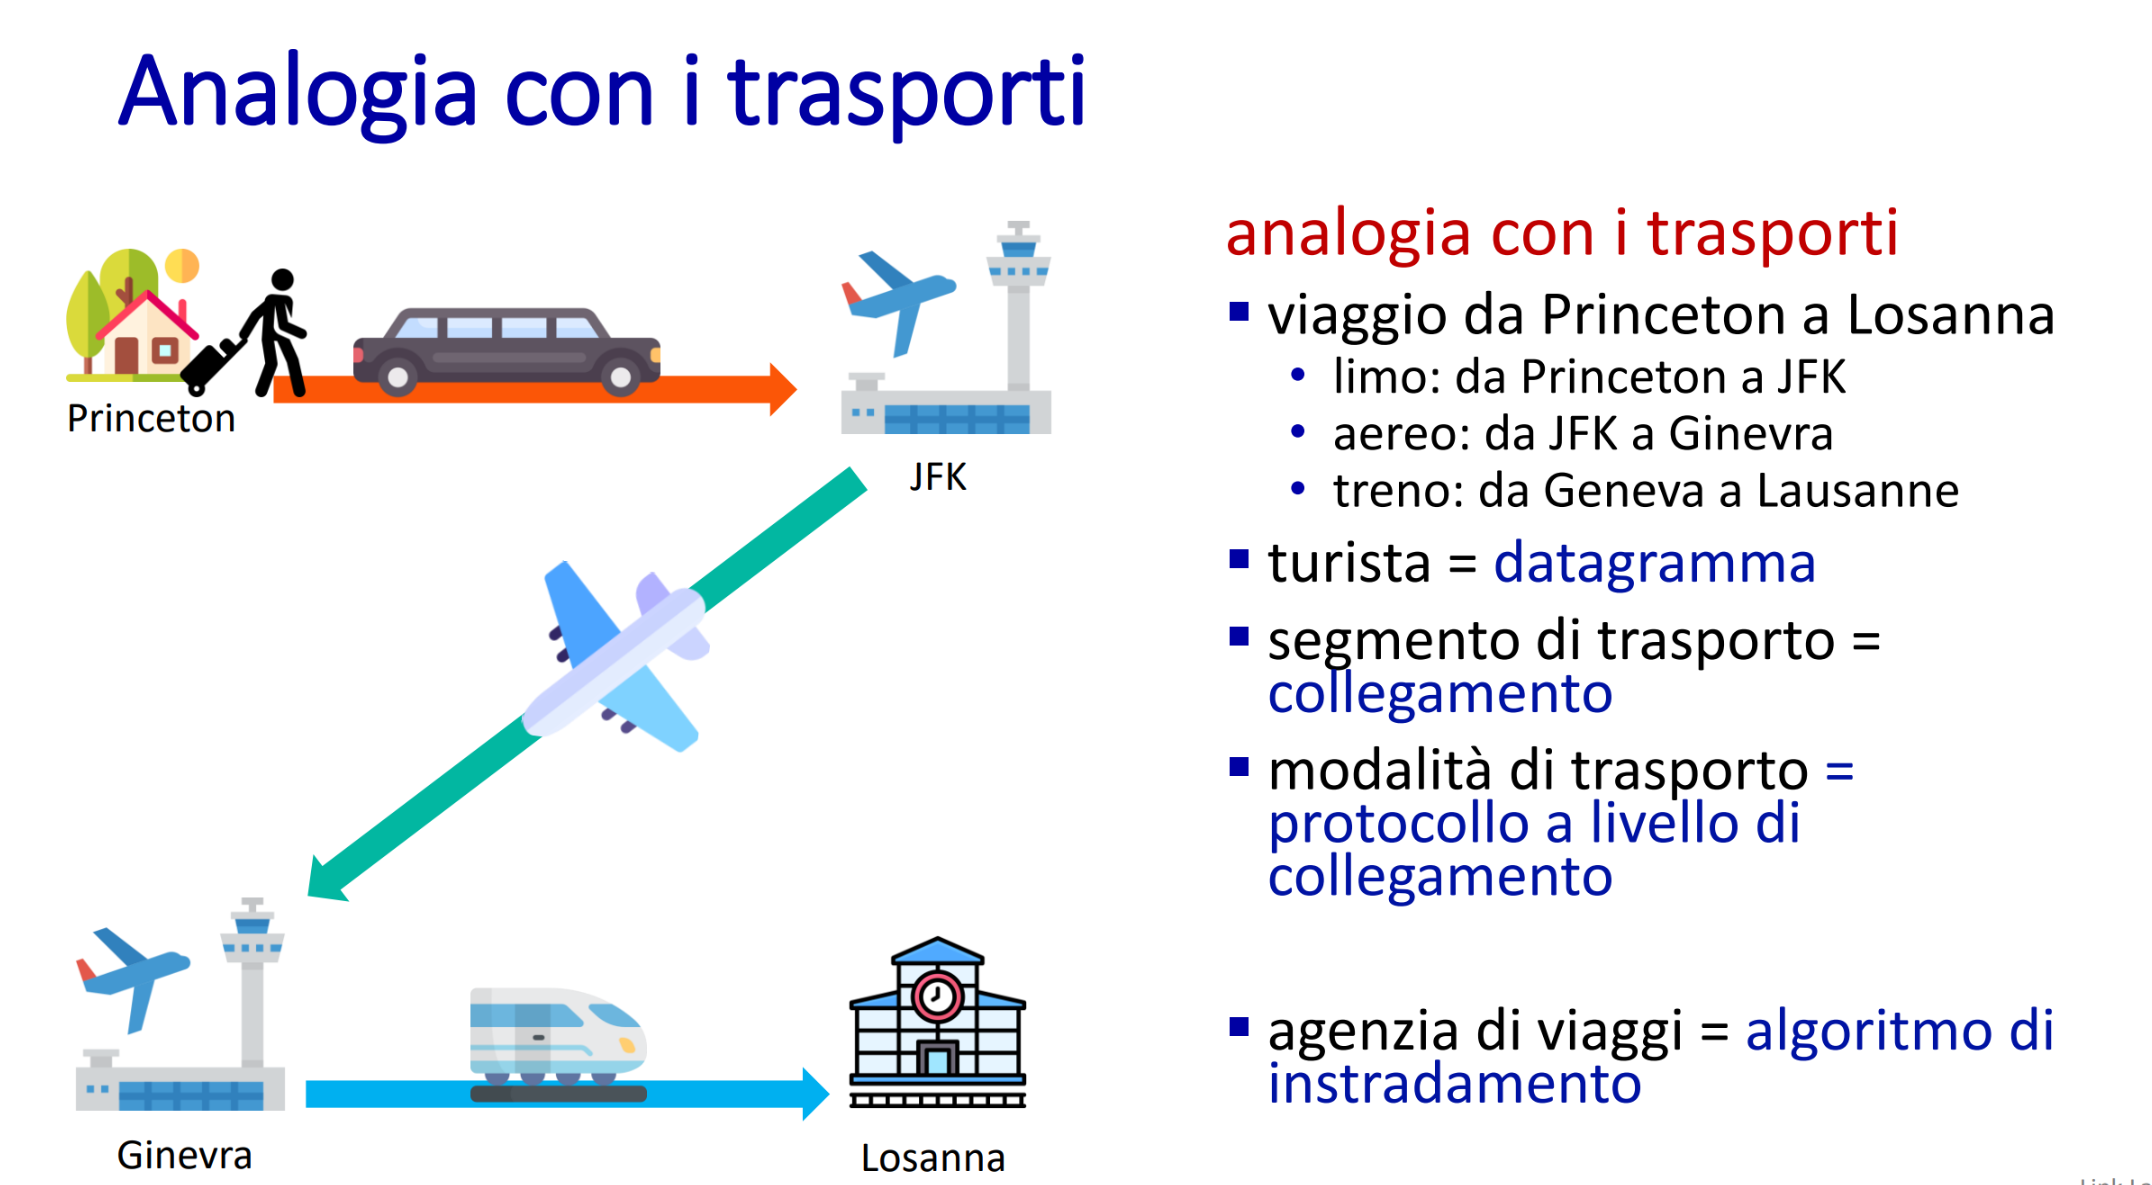 Analogia con i trasporti
Princeton
JFK
Ginevra
Losanna
analogia con i trasporti
▪ viaggio da Princeton a Losanna
• limo: da Princeton a JFK
• aereo: da JFK a Ginevra
• treno: da Geneva a Lausanne
▪ turista = datagramma
▪ segmento di trasporto =
collegamento
▪ modalità di trasporto =
protocollo a livello di
collegamento
▪ agenzia di viaggi = algoritmo di
instradamento